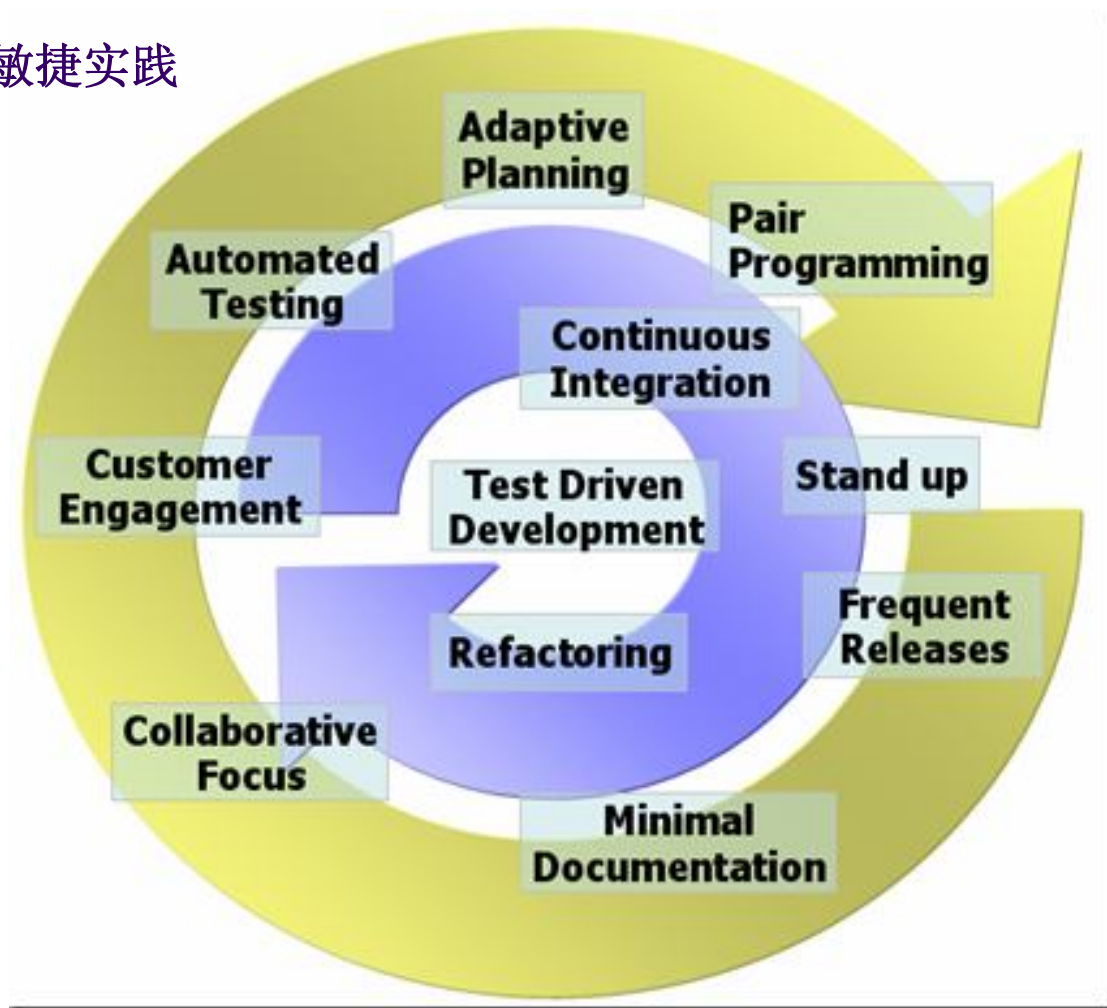 敏捷实践
Adaptive
Planning
Pair
Programming
Automated
Testing
Continuous
Integration
Customer
Engagement
Test Driven
Development
Stand up
Frequent
Releases
Refactoring
Collaborative
Focus
Minimal
Documentation